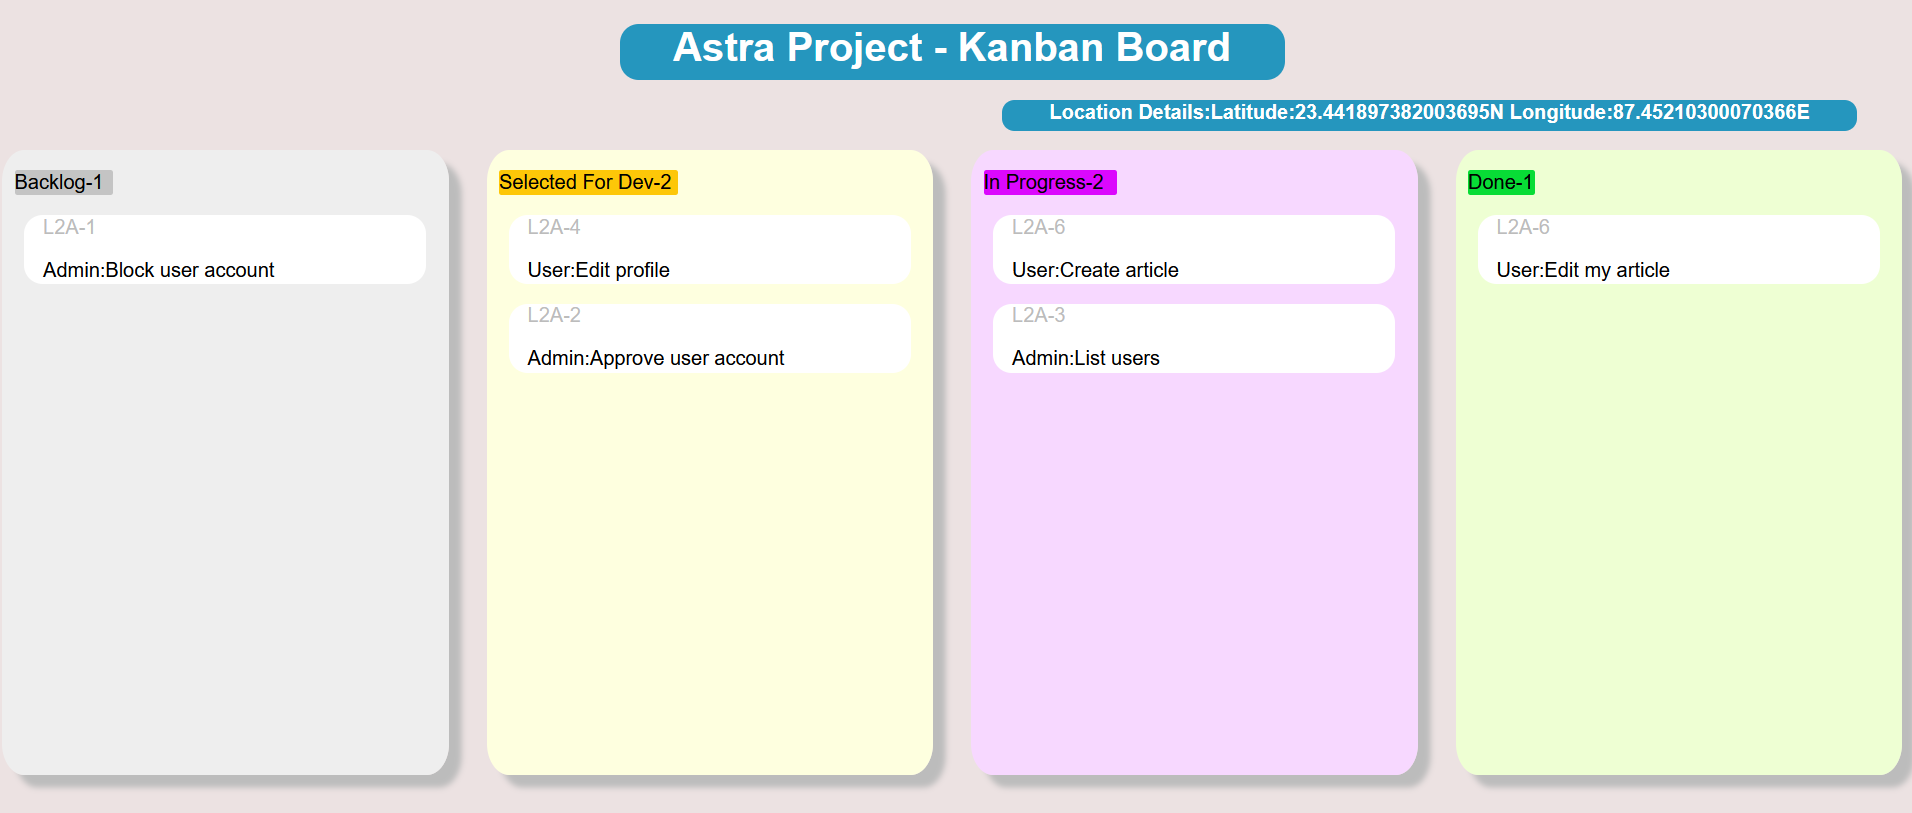 Astra Project - Kanban Board
Location Details:Latitude:23.441897382003695N Longitude:87.45210300070366E
Backlog-1
L2A-1
Admin:Block user account
Selected For Dev-2
L2A-4
User:Edit profile
L2A-2
Admin:Approve user account
In Progress-2
L2A-6
User:Create article
L2A-3
Admin:List users
Done-1
L2A-6
User:Edit my article